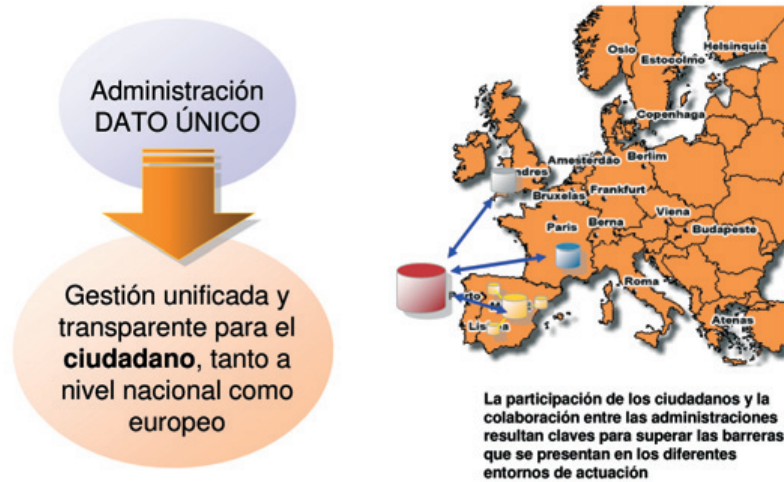 Administración
DATO ÚNICO
Gestión unificada y
transparente para el
ciudadano, tanto a
nivel nacional como
europeo
Oslo
Helsinquia
Estocolmo
Copenhaga
Amesterdão
Berlim
ndres
Bruxelas
Frankfurt
Paris
Berna
Viena
Budapeste
Roma
Atenas
La participación de los ciudadanos y la
colaboración entre las administraciones
resultan claves para superar las barreras
que se presentan en los diferentes
entornos de actuación